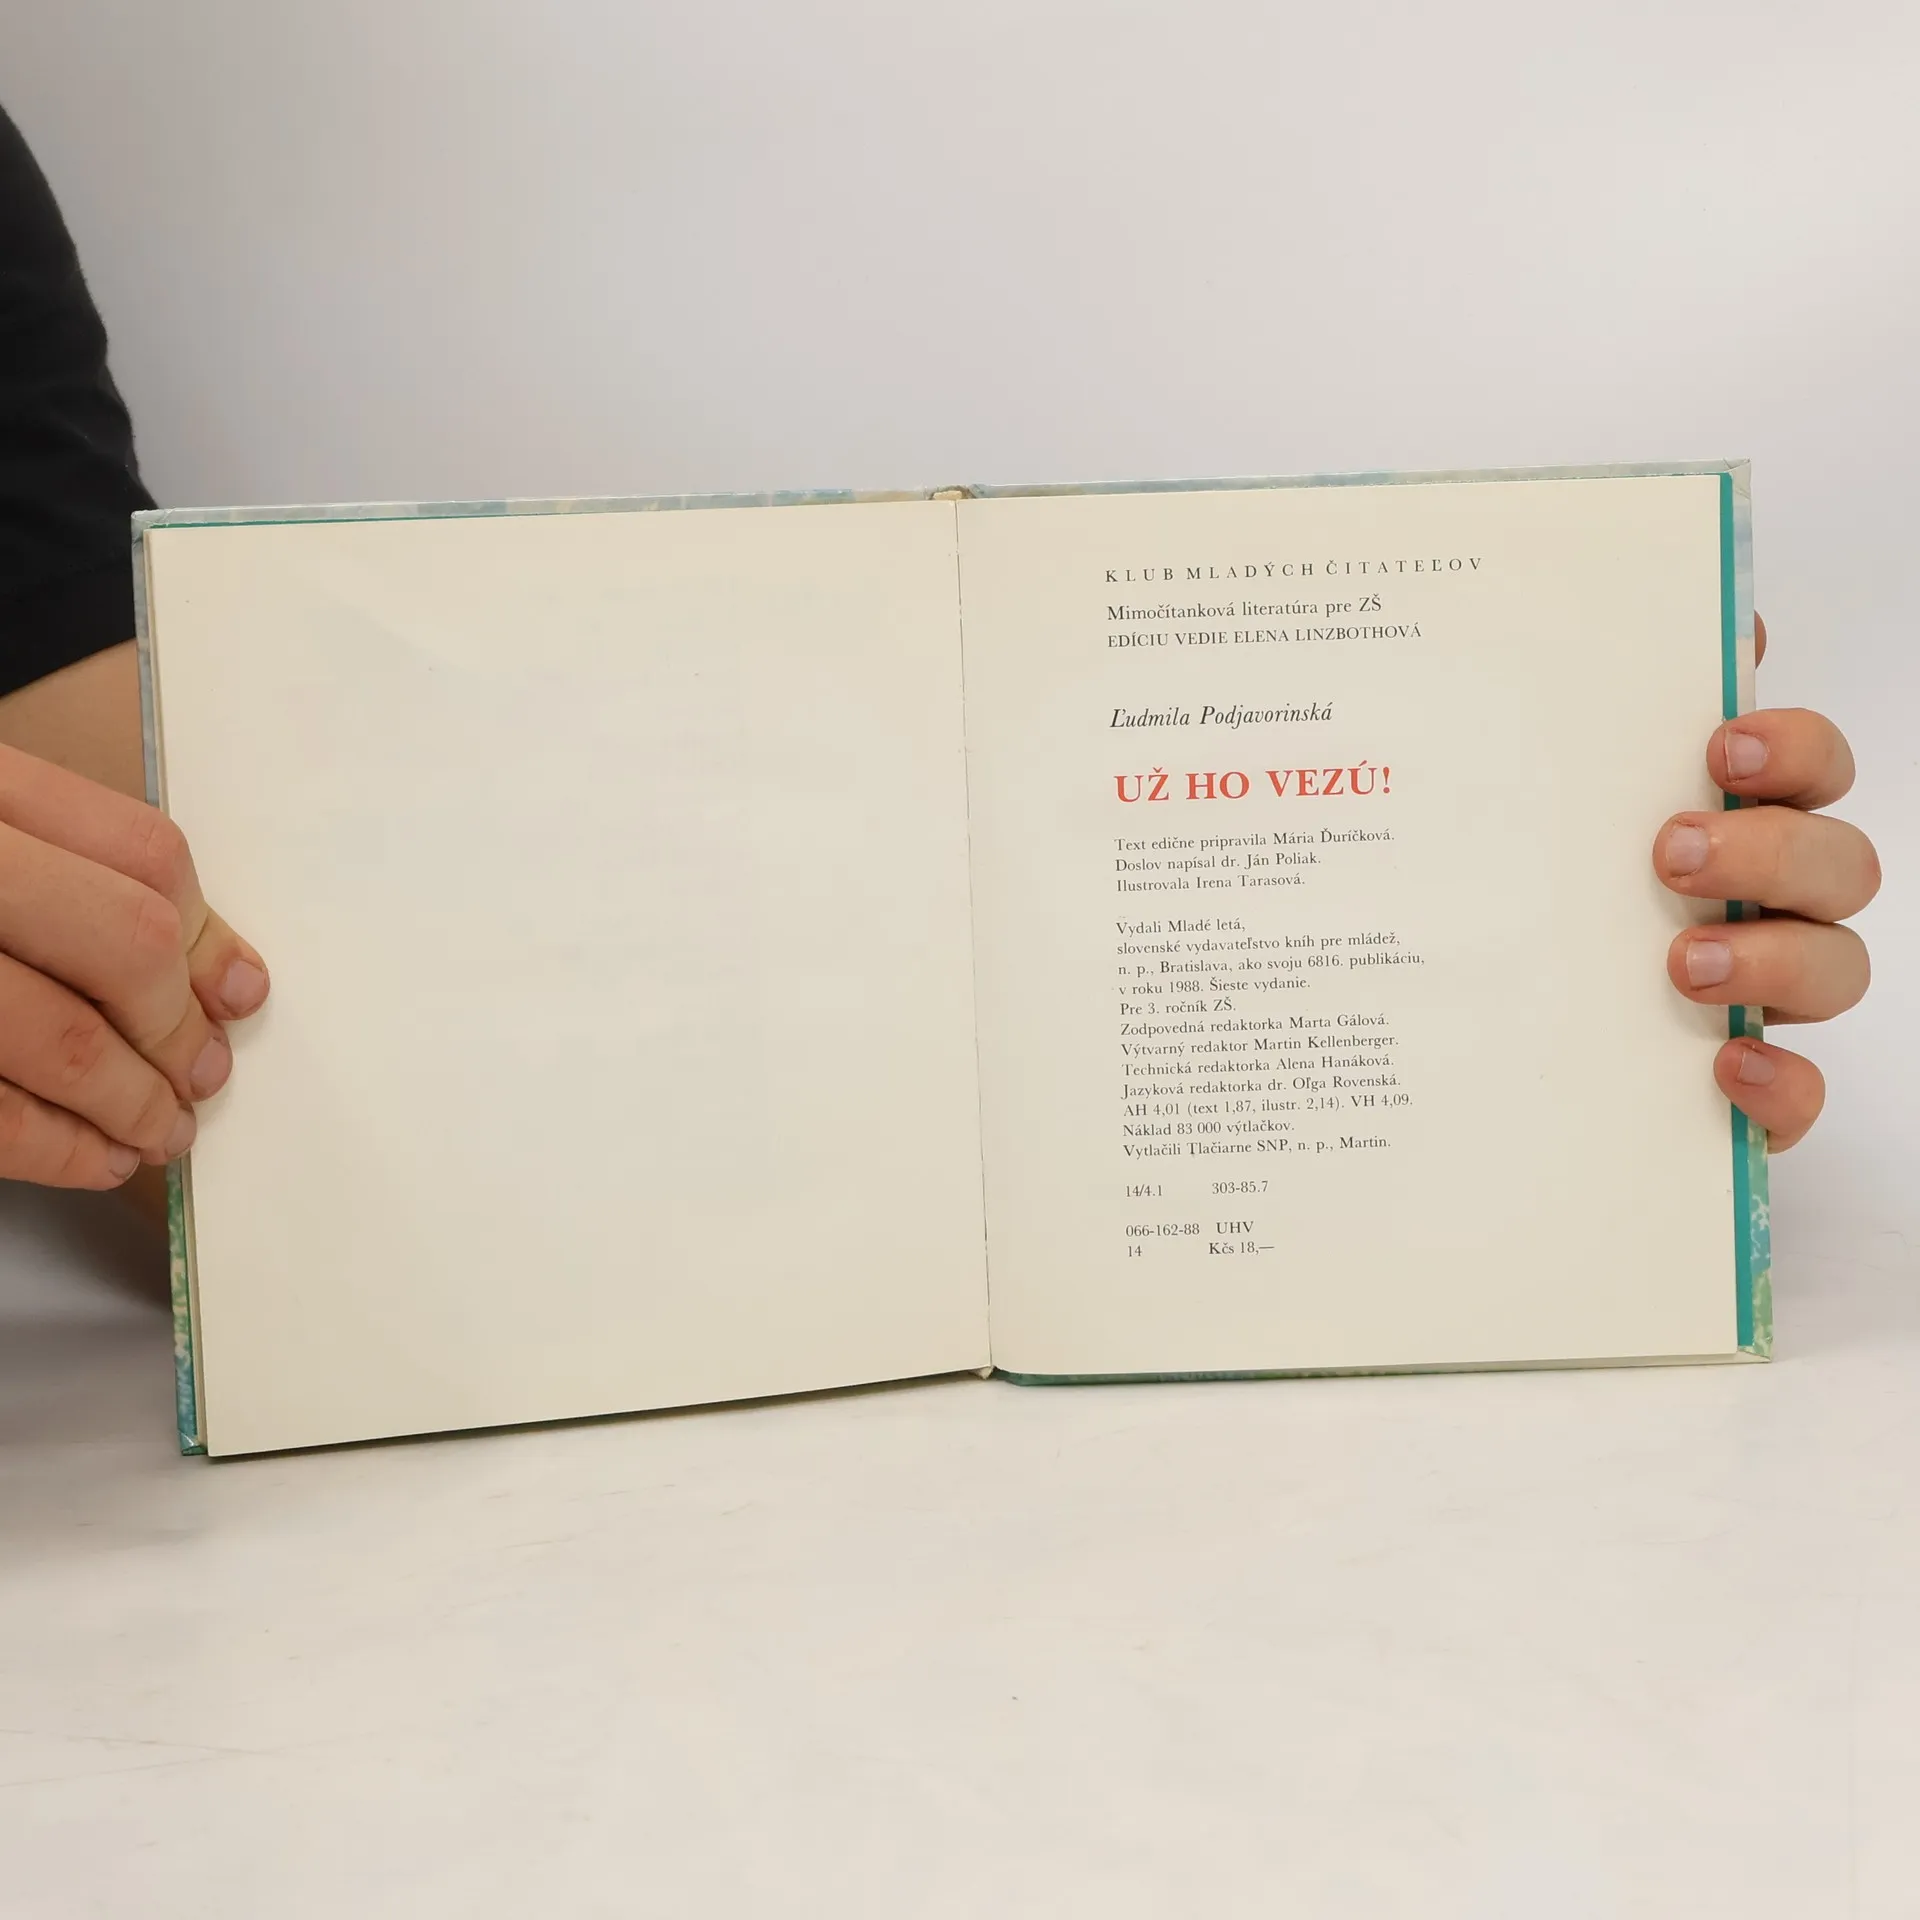 KLUB MLADÝCH ČITATEĽOV
Mimočítanková literatúra pre ZŠ
EDÍCIU VEDIE ELENA LINZBOTHOVÁ
Ľudmila Podjavorinská
UŽ HO VEZÚ!
Text edične pripravila Mária Ďuríčková.
Doslov napísal dr. Ján Poliak.
Ilustrovala Irena Tarasová.
Vydali Mladé letá,
slovenské vydavateľstvo kníh pre mládež,
n. p., Bratislava, ako svoju 6816. publikáciu,
v roku 1988. Šieste vydanie.
Pre 3. ročník ZŠ.
Zodpovedná redaktorka Marta Gálová.
Výtvarný redaktor Martin Kellenberger.
Technická redaktorka Alena Hanáková.
Jazyková redaktorka dr. Oľga Rovenská.
AH 4,01 (text 1,87, ilustr. 2,14). VH 4,09.
Náklad 83 000 výtlačkov.
Vytlačili Tlačiarne SNP, n. p., Martin.
14/4.1 303-85.7
066-162-88 UHV
14 Kčs 18,—